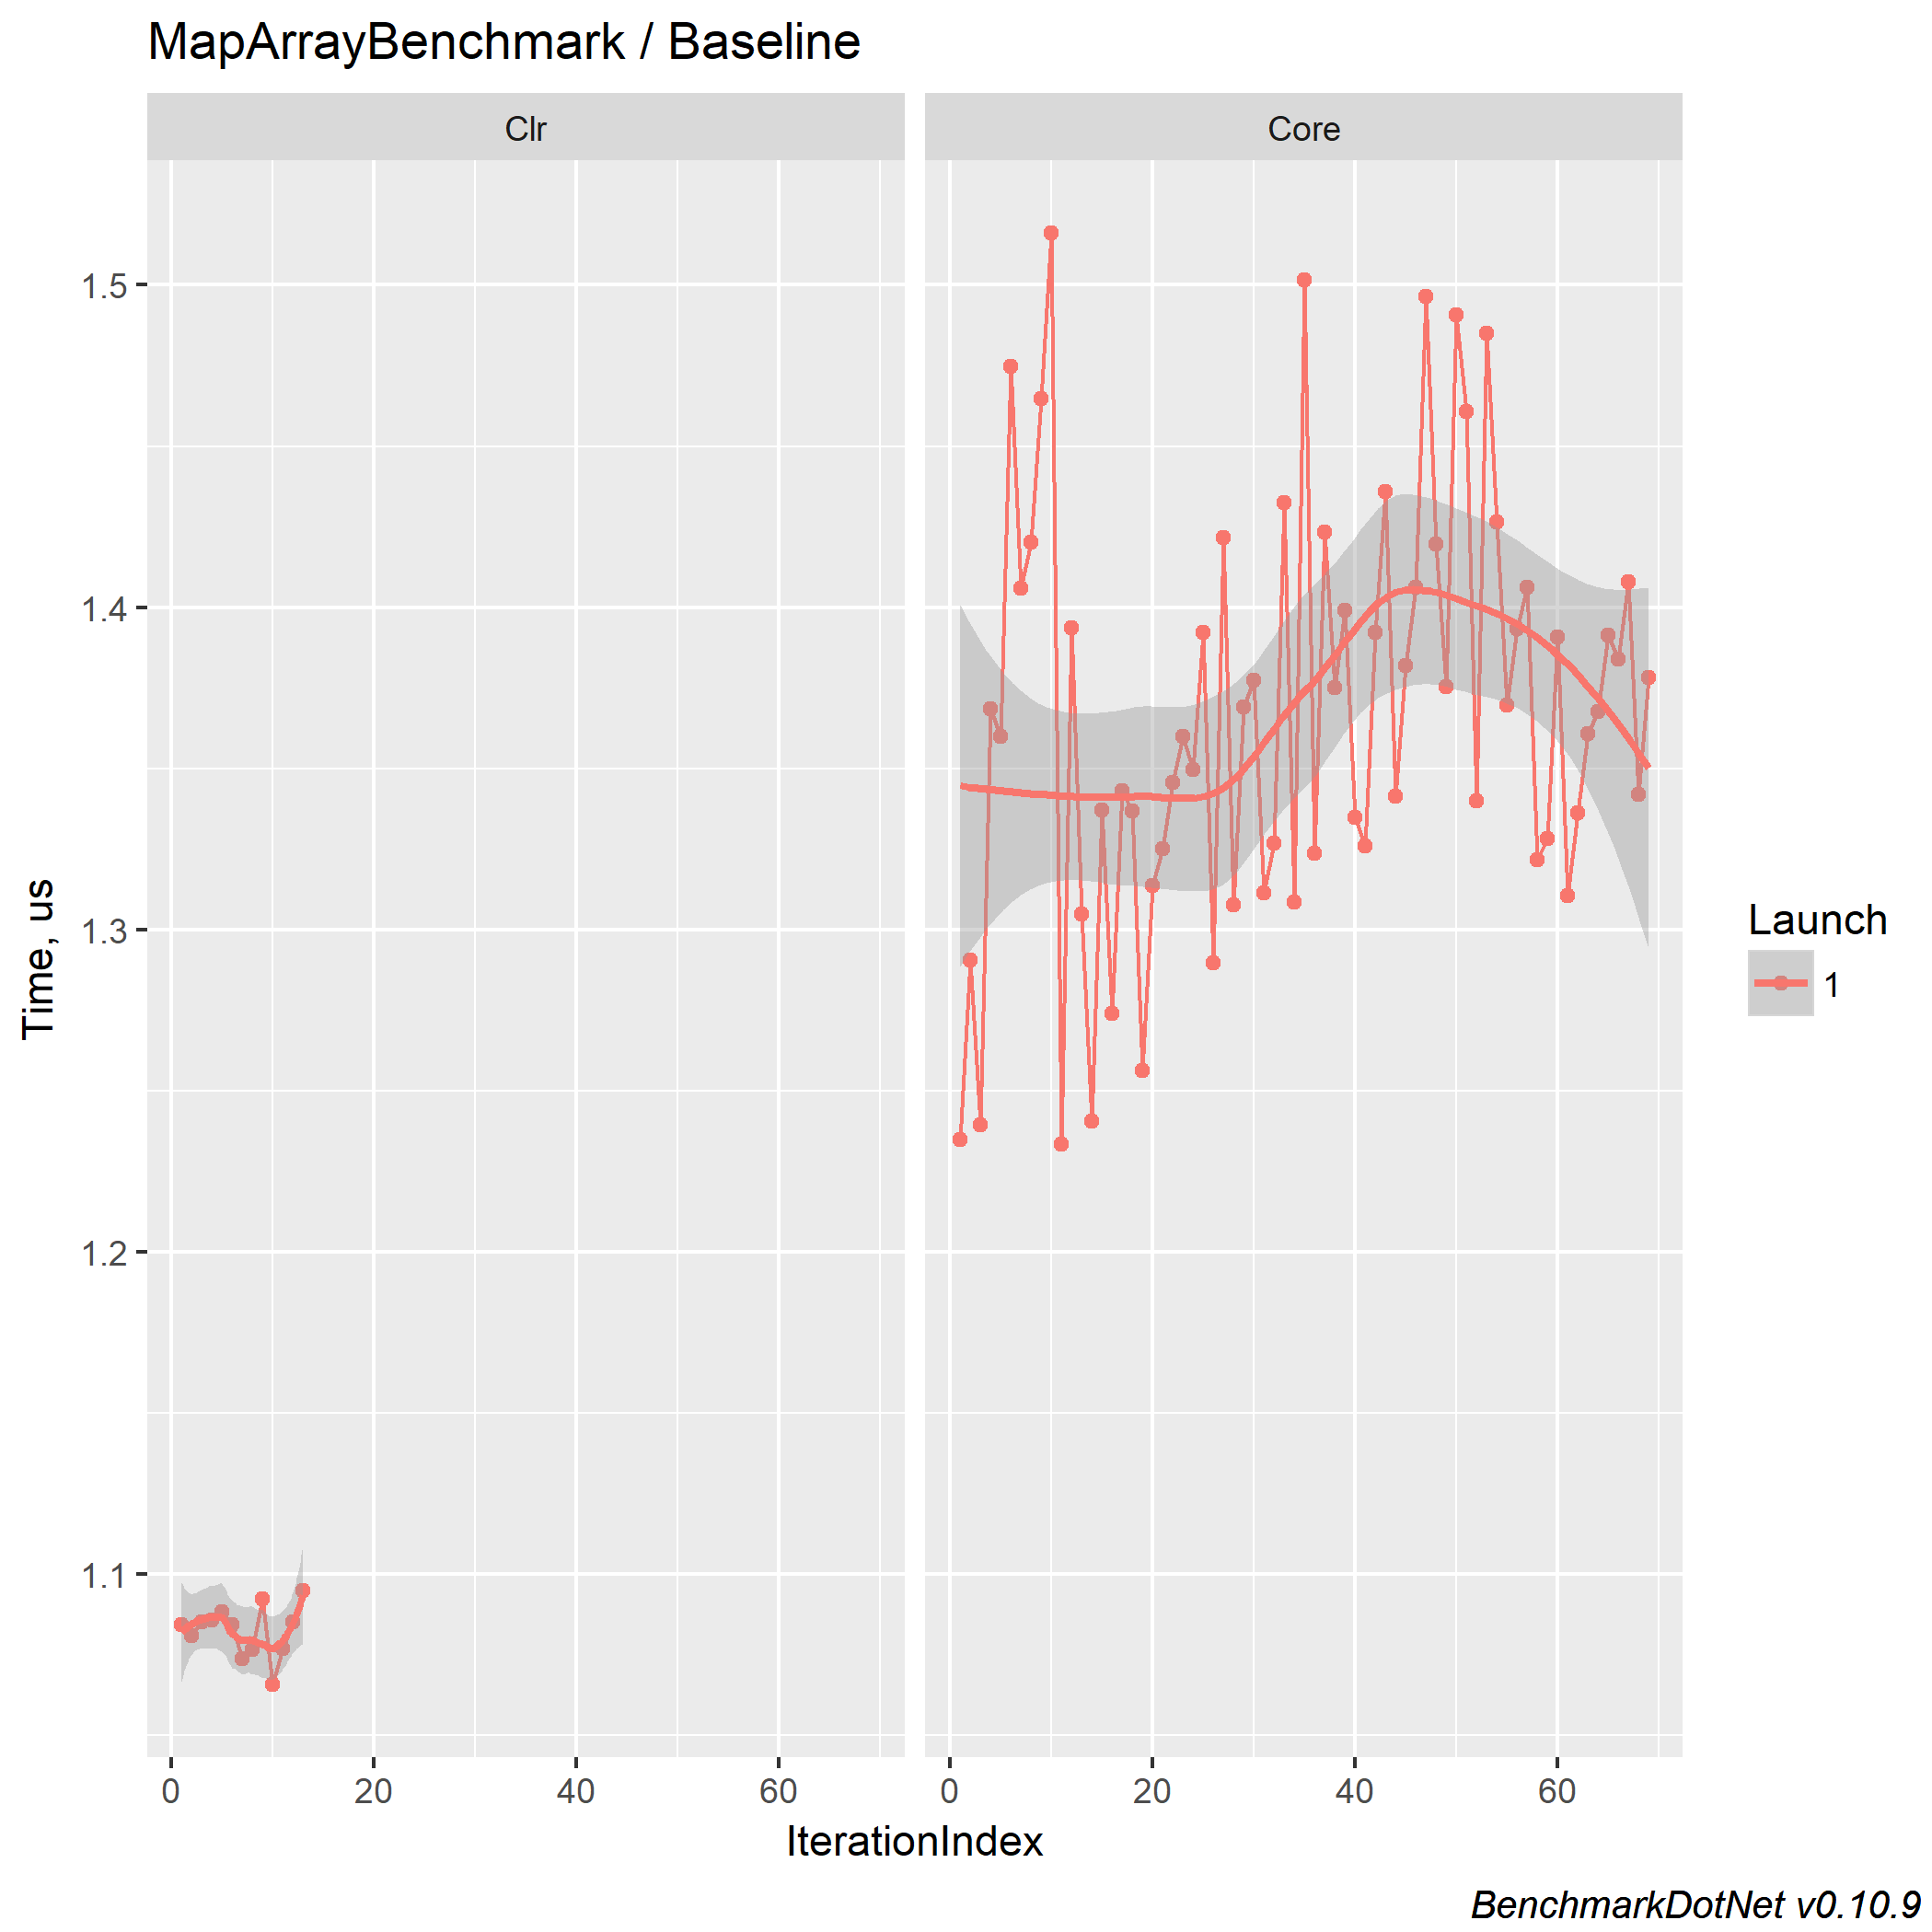 MapArrayBenchmark / Baseline
Clr
Core
1.5
1.4
1.3
1.2
1.1
Time, us
0 20 40 60
0 20 40 60
IterationIndex
Launch
1
BenchmarkDotNet v0.10.9